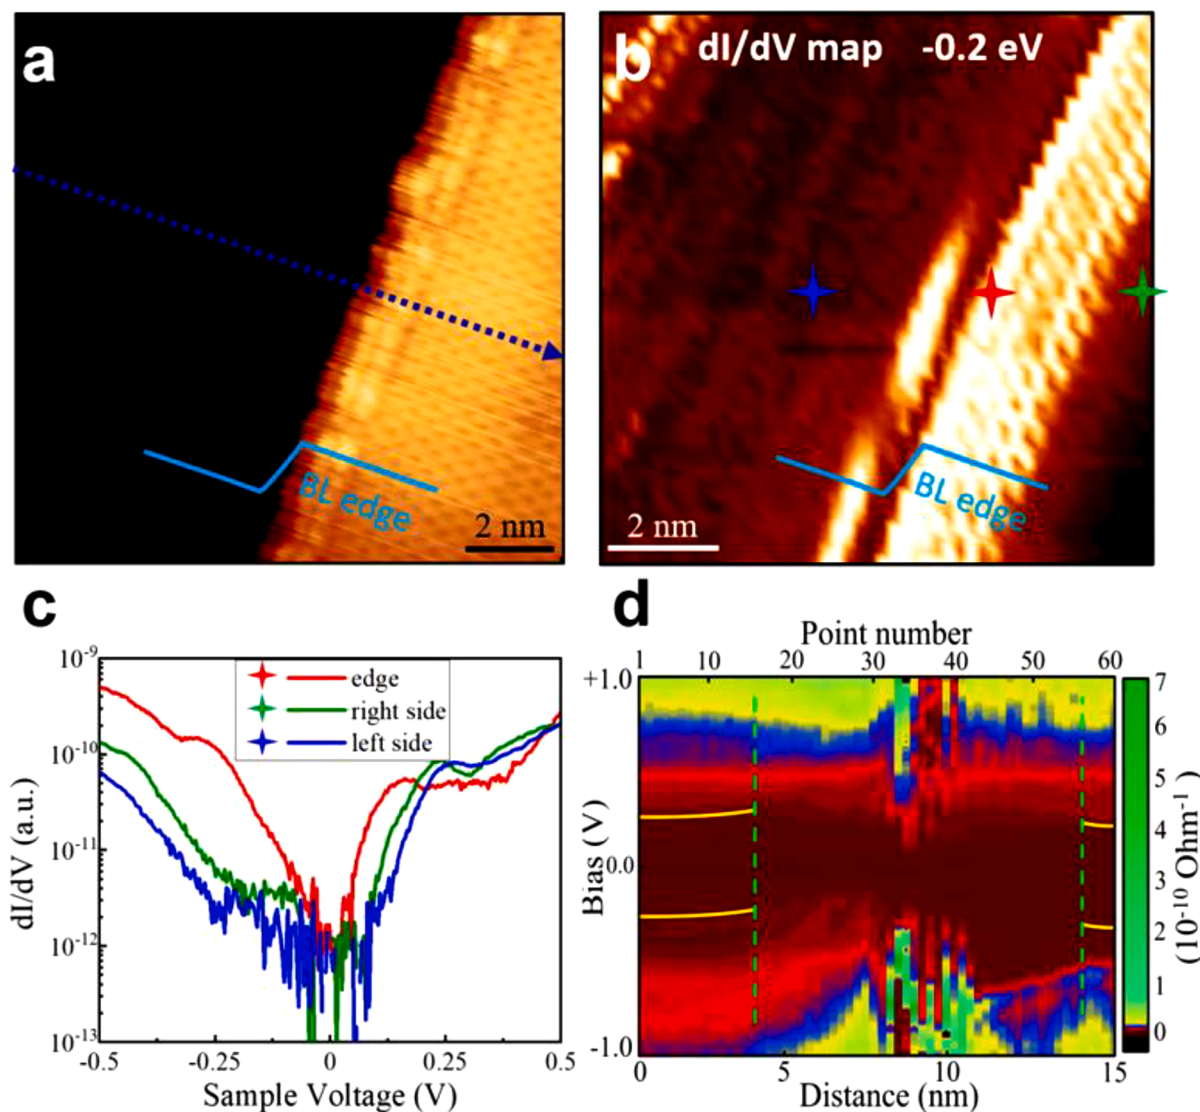 a
BL edge
2 nm
b
dI/dV map -0.2 eV
BL edge
2 nm
c
10⁻⁹
10⁻¹⁰
10⁻¹¹
10⁻¹²
10⁻¹³
dI/dV (a.u.)
edge
right side
left side
-0.5 -0.25 0 0.25 0.5
Sample Voltage (V)
d
Point number
1 10 20 30 40 50 60
+1.0
0.0
-1.0
Bias (V)
0 5 10 15
Distance (nm)
7
6
5
4
3
2
1
0
(10⁻¹⁰ Ohm⁻¹)